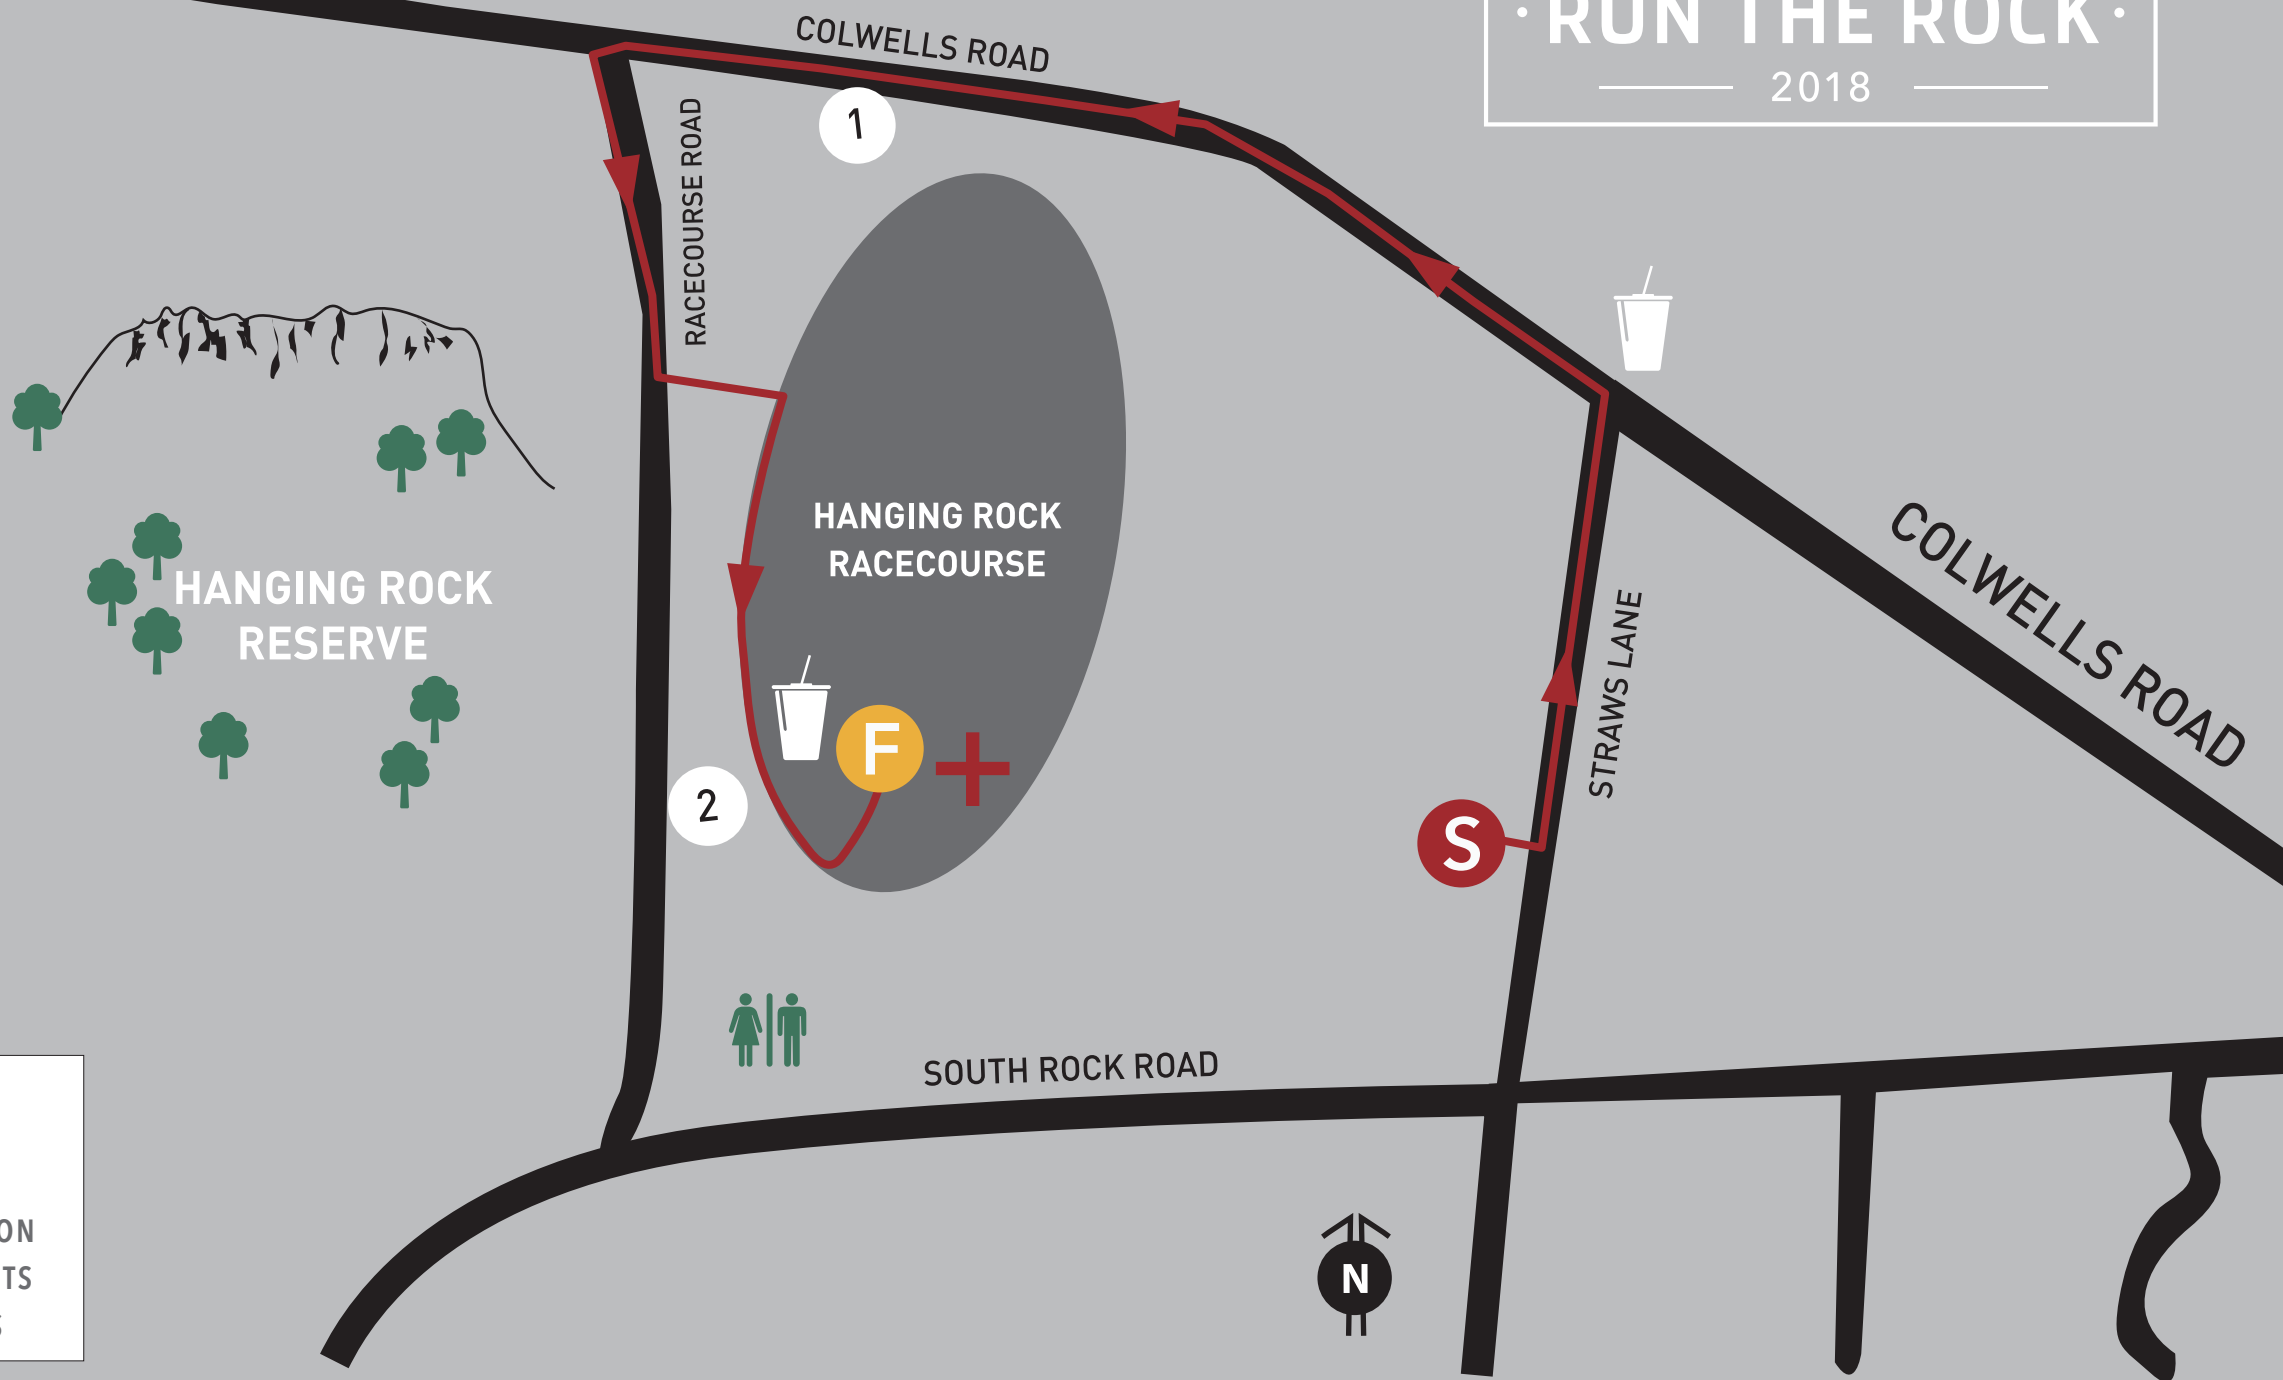 RUN THE ROCK
2018
COLWELLS ROAD
1
RACECOURSE ROAD
HANGING ROCK
RACECOURSE
COLWELLS ROAD
HANGING ROCK
RESERVE
STRAWS LANE
F
2
S
SOUTH ROCK ROAD
N
ON
TS
S